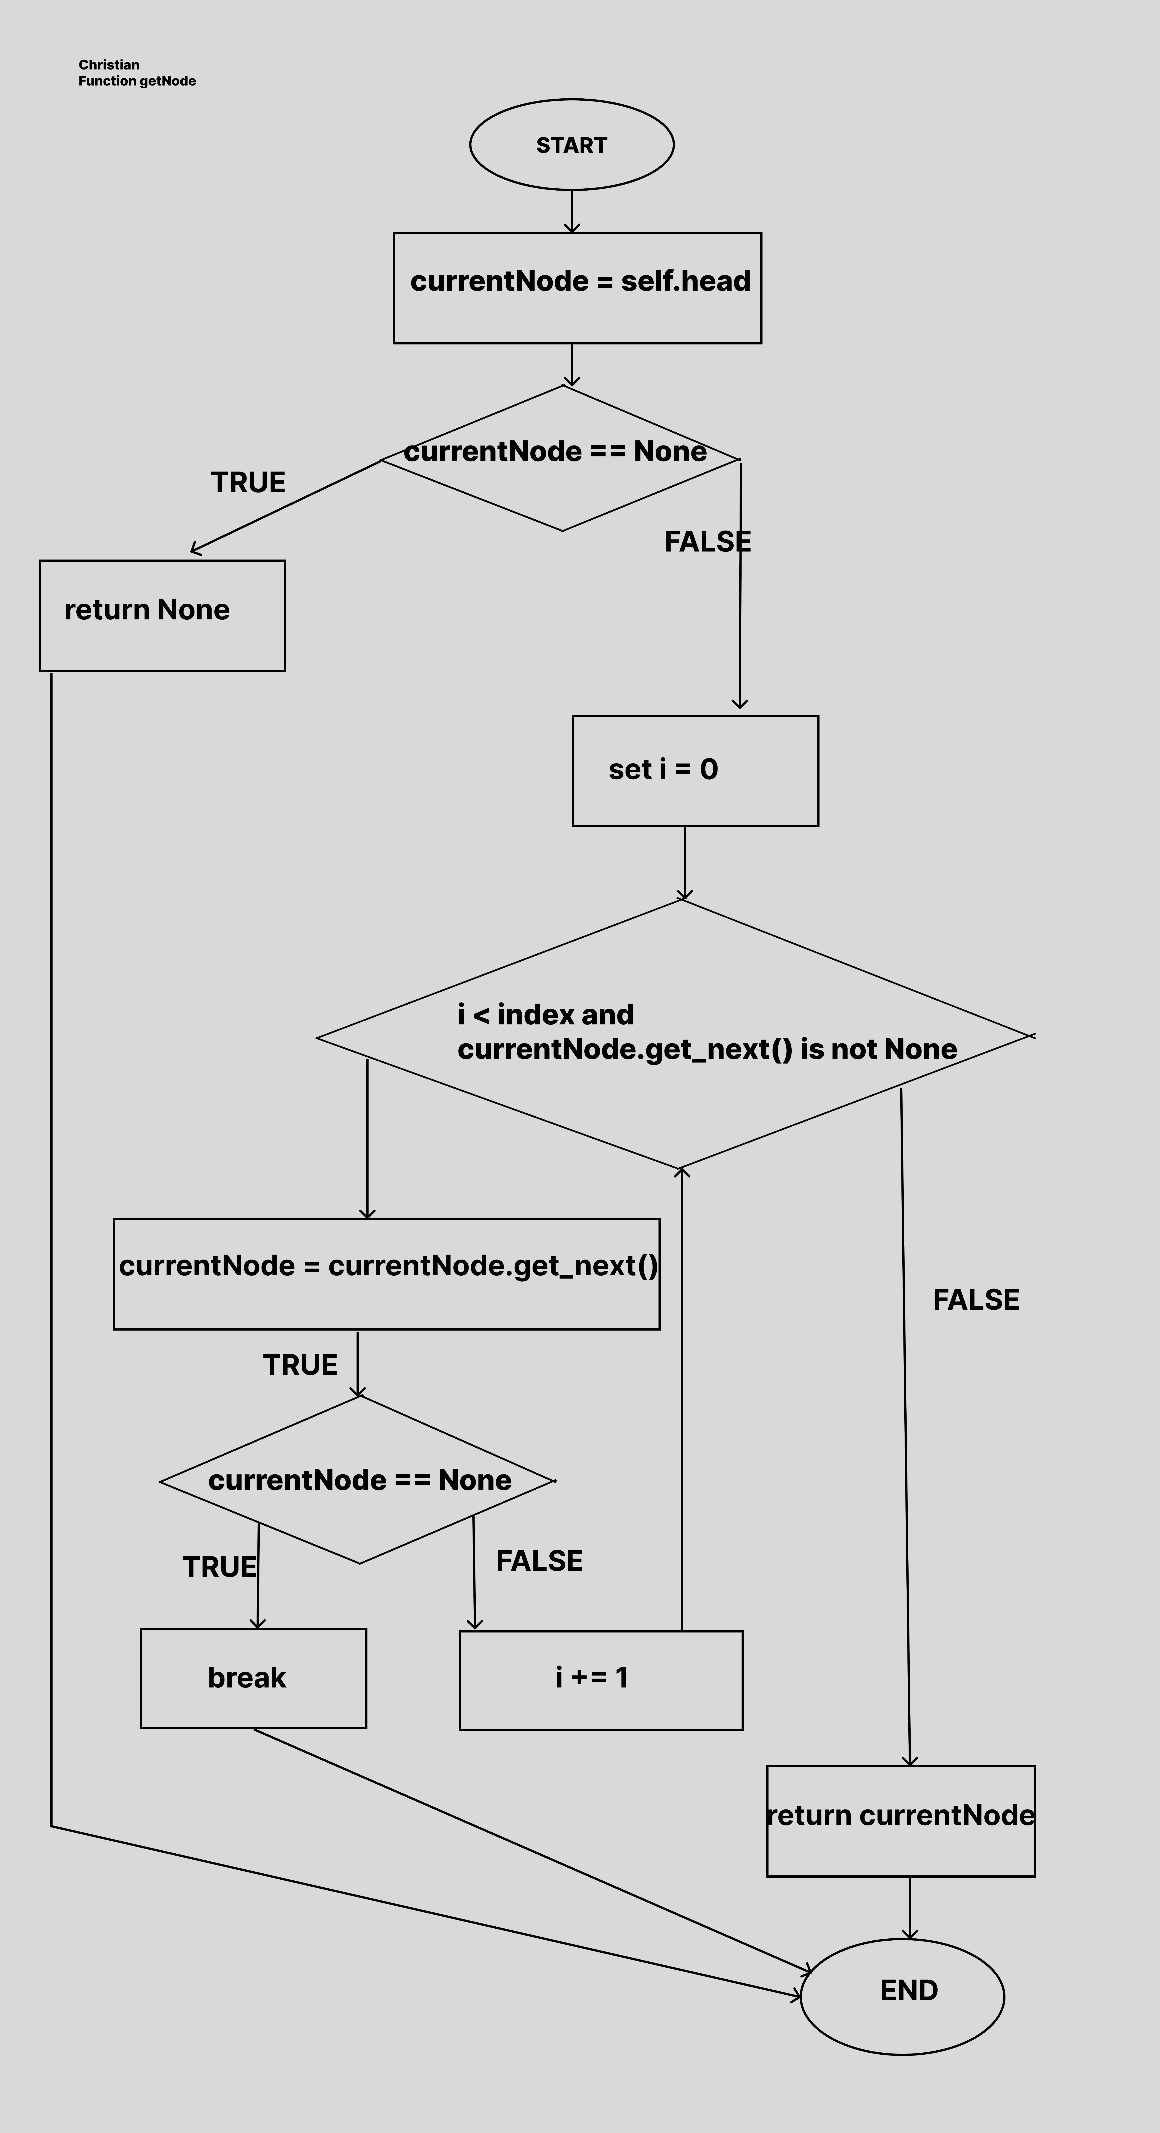 Christian
Function getNode
START
currentNode = self.head
currentNode == None
TRUE
FALSE
return None
set i = 0
i < index and
currentNode.get_next() is not None
currentNode = currentNode.get_next()
FALSE
TRUE
currentNode == None
TRUE
FALSE
break
i += 1
return currentNode
END